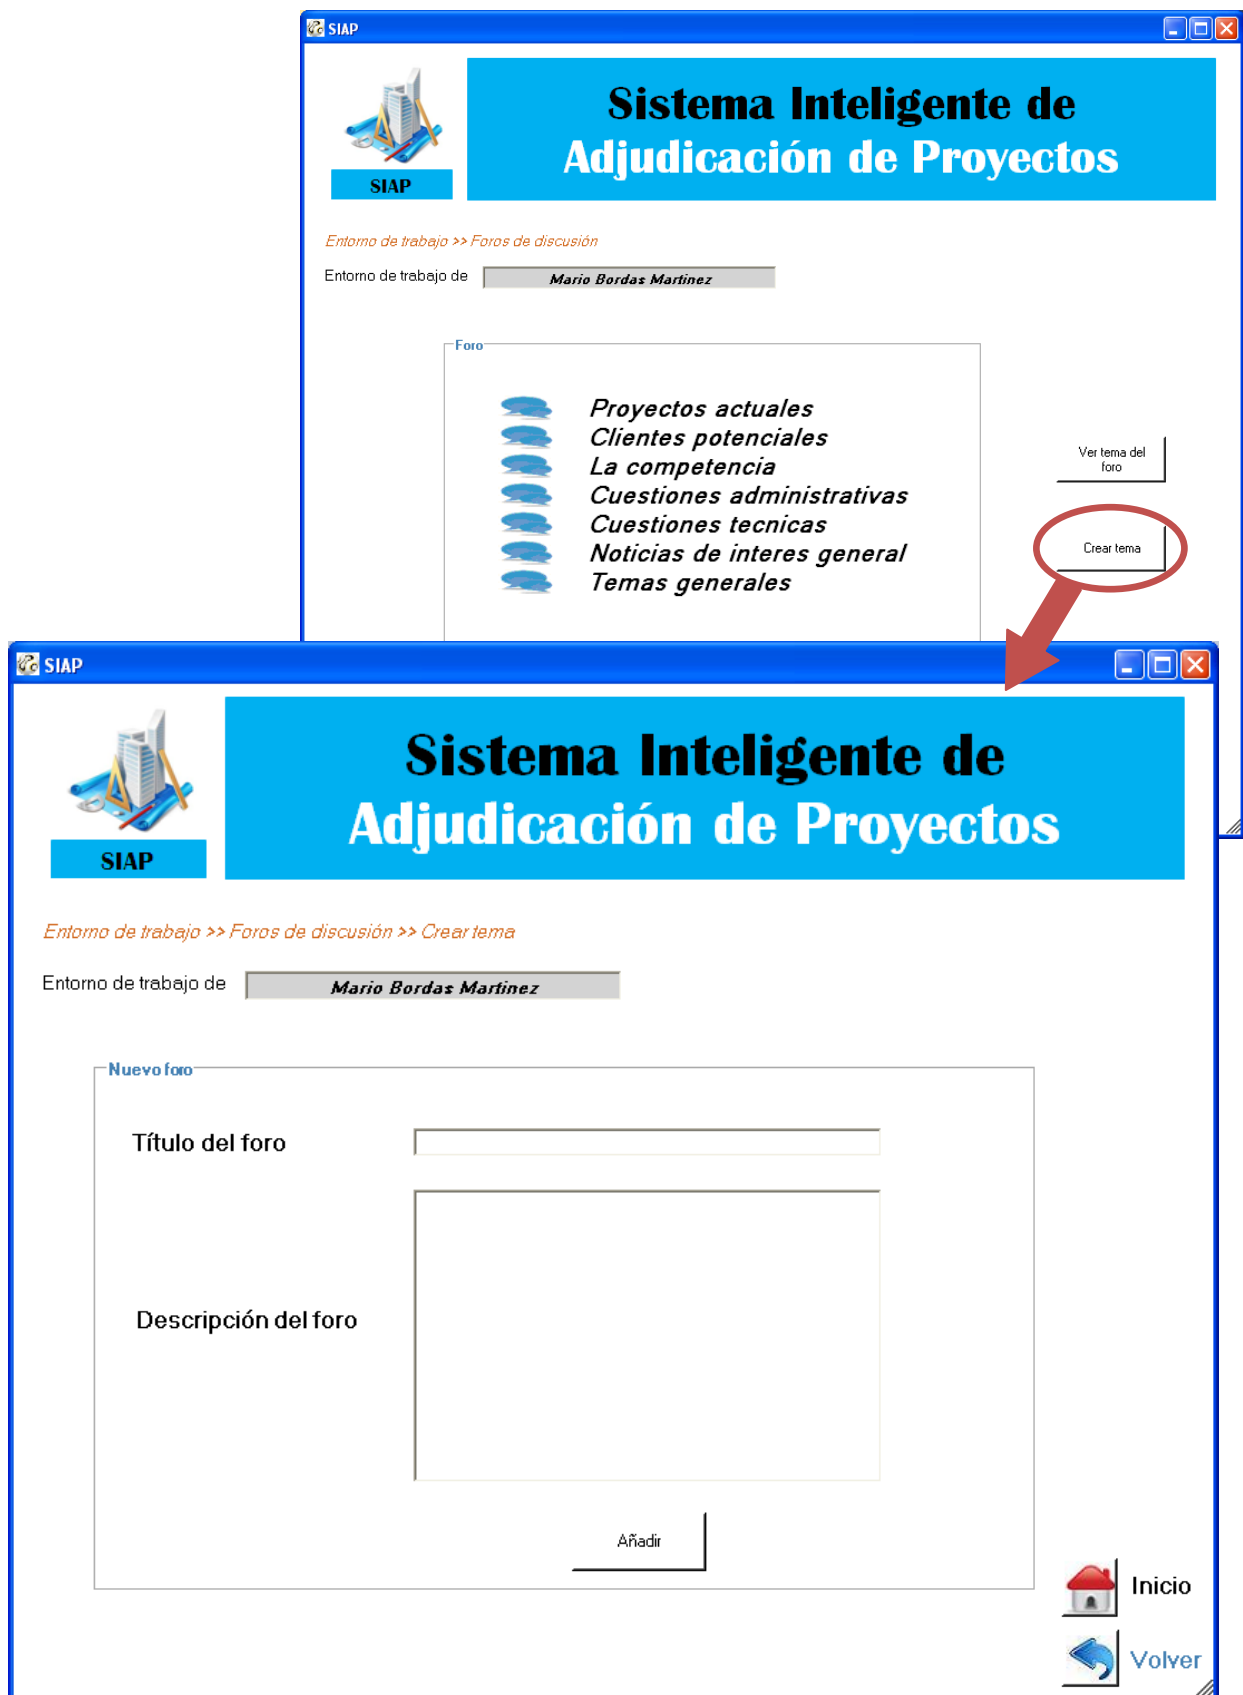 SIAP
Sistema Inteligente de
Adjudicación de Proyectos
SIAP
Entorno de trabajo >> Foros de discusión
Entorno de trabajo de Mario Bordas Martinez
Foro
Proyectos actuales
Clientes potenciales
La competencia
Cuestiones administrativas
Cuestiones tecnicas
Noticias de interes general
Temas generales
Ver tema del
foro
Crear tema
SIAP
Sistema Inteligente de
Adjudicación de Proyectos
SIAP
Entorno de trabajo >> Foros de discusión >> Crear tema
Entorno de trabajo de Mario Bordas Martinez
Nuevo foro
Título del foro
Descripción del foro
Añadir
Inicio
Volver